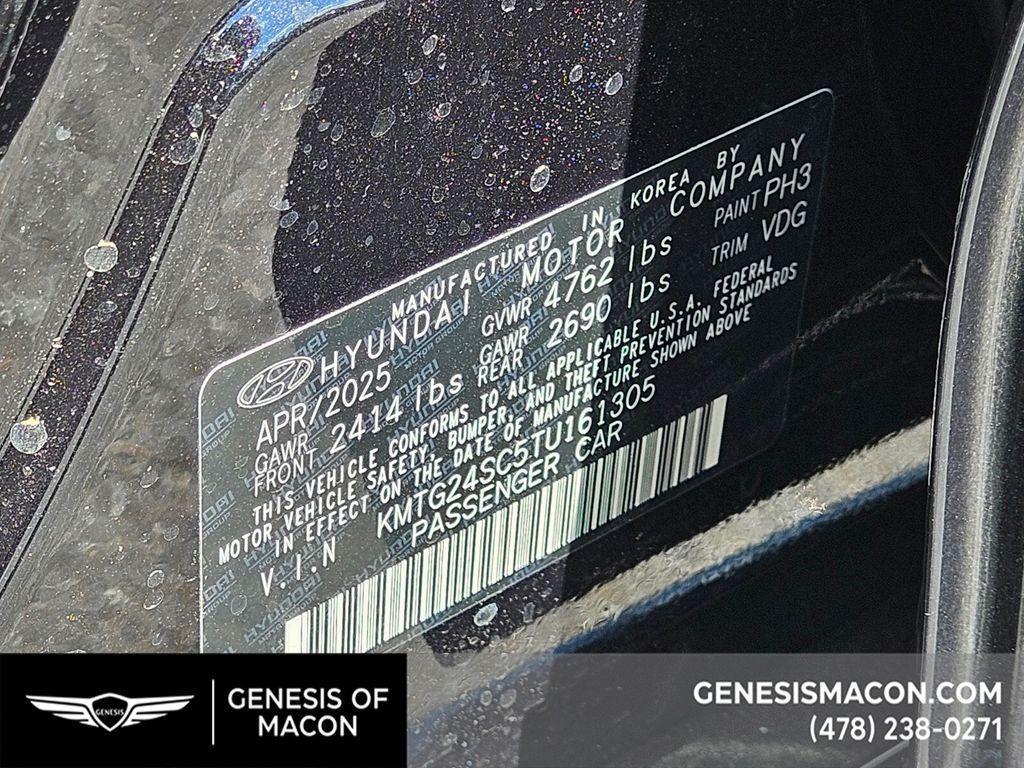 MANUFACTURED IN KOREA BY
HYUNDAI MOTOR COMPANY
APR/2025 GVWR 4762 lbs PAINT PH3
GAWR FRONT 2414 lbs GAWR REAR 2690 lbs TRIM VDG
THIS VEHICLE CONFORMS TO ALL APPLICABLE U.S.A. FEDERAL
MOTOR VEHICLE SAFETY, BUMPER, AND THEFT PREVENTION STANDARDS
IN EFFECT ON THE DATE OF MANUFACTURE SHOWN ABOVE
V.I.N KMTG24SC5TU161305
PASSENGER CAR
GENESIS
GENESIS OF
MACON
GENESISMACON.COM
(478) 238-0271